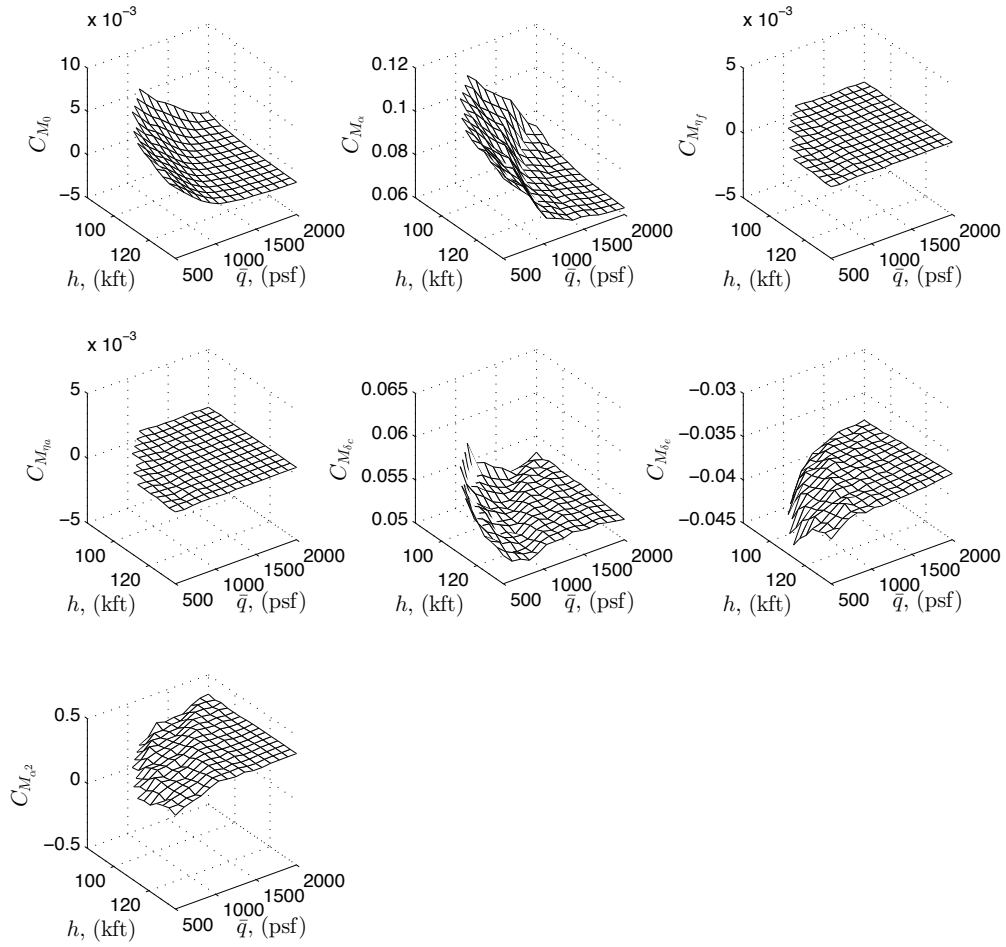 x 10⁻³
10
5
0
−5
C_{M_0}
100
120
h, (kft)
500
1000
1500
2000
q̄, (psf)
0.12
0.1
0.08
0.06
C_{M_α}
100
120
h, (kft)
500
1000
1500
2000
q̄, (psf)
x 10⁻³
5
0
−5
C_{M_{η_f}}
100
120
h, (kft)
500
1000
1500
2000
q̄, (psf)
x 10⁻³
5
0
−5
C_{M_{η_a}}
100
120
h, (kft)
500
1000
1500
2000
q̄, (psf)
0.065
0.06
0.055
0.05
C_{M_{δ_c}}
100
120
h, (kft)
500
1000
1500
2000
q̄, (psf)
−0.03
−0.035
−0.04
−0.045
C_{M_{δ_e}}
100
120
h, (kft)
500
1000
1500
2000
q̄, (psf)
0.5
0
−0.5
C_{M_{α²}}
100
120
h, (kft)
500
1000
1500
2000
q̄, (psf)